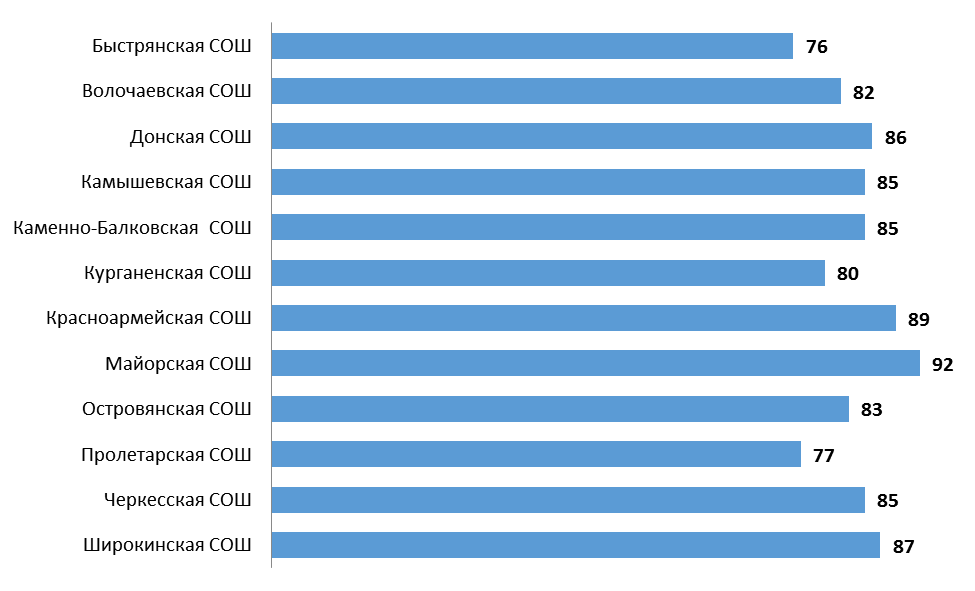 Быстрянская СОШ 76
Волочаевская СОШ 82
Донская СОШ 86
Камышевская СОШ 85
Каменно-Балковская СОШ 85
Курганенская СОШ 80
Красноармейская СОШ 89
Майорская СОШ 92
Островянская СОШ 83
Пролетарская СОШ 77
Черкесская СОШ 85
Широкинская СОШ 87